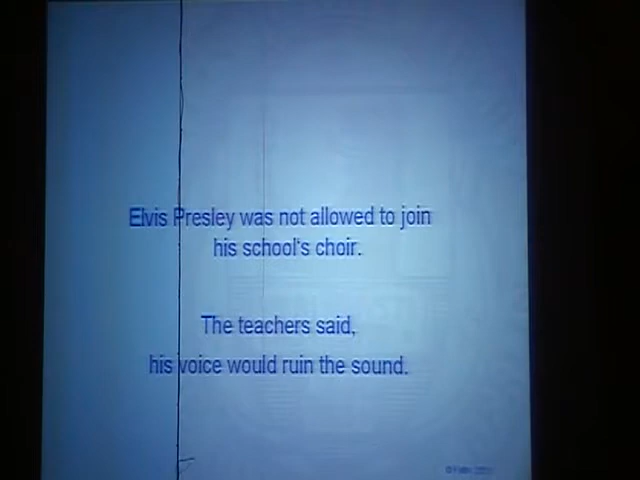 Elvis Presley was not allowed to join
his school's choir.
The teachers said,
his voice would ruin the sound.